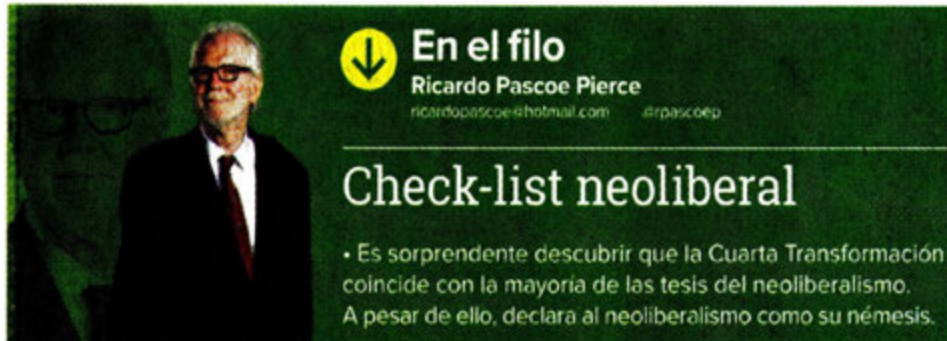 En el filo
Ricardo Pascoe Pierce
ricardopascoe@hotmail.com @rpascoep
Check-list neoliberal
• Es sorprendente descubrir que la Cuarta Transformación
coincide con la mayoría de las tesis del neoliberalismo.
A pesar de ello, declara al neoliberalismo como su némesis.